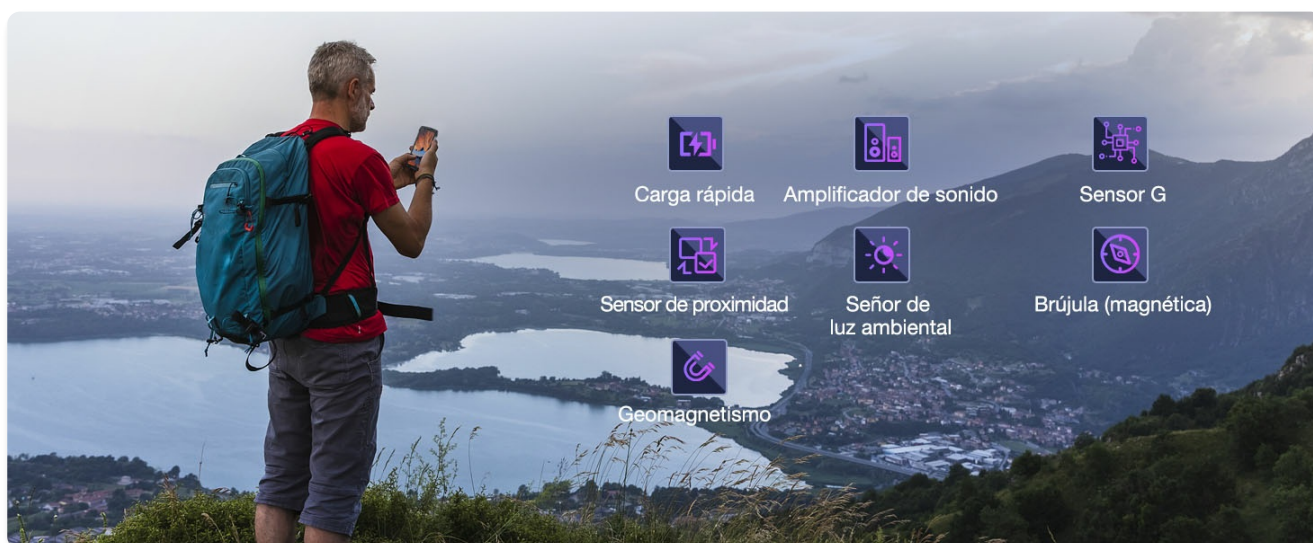 Carga rápida
Amplificador de sonido
Sensor G
Sensor de proximidad
Señor de
luz ambiental
Brújula (magnética)
Geomagnetismo